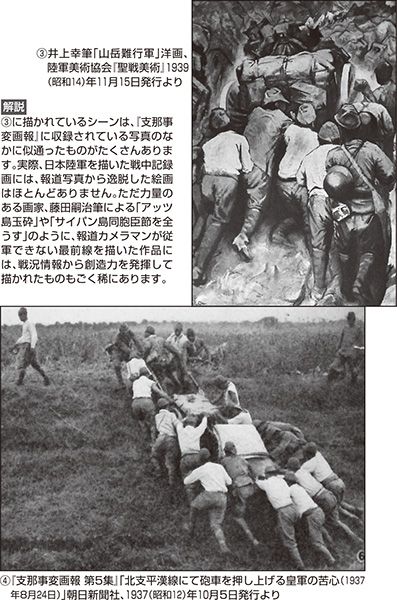 ③井上幸筆「山岳難行軍」洋画、
陸軍美術協会『聖戦美術』1939
（昭和14）年11月15日発行より
解説
③に描かれているシーンは、『支那事
変画報』に収録されている写真のな
かに似通ったものがたくさんありま
す。実際、日本陸軍を描いた戦中記録
画には、報道写真から逸脱した絵画
はほとんどありません。ただ力量の
ある画家、藤田嗣治筆による「アッツ
島玉砕」や「サイパン島同胞臣節を全
うす」のように、報道カメラマンが従
軍できない最前線を描いた作品に
は、戦況情報から創造力を発揮して
描かれたものもごく稀にあります。
6
④『支那事変画報 第5集』「北支平漢線にて砲車を押し上げる皇軍の苦心（1937
年8月24日）」朝日新聞社、1937（昭和12）年10月5日発行より